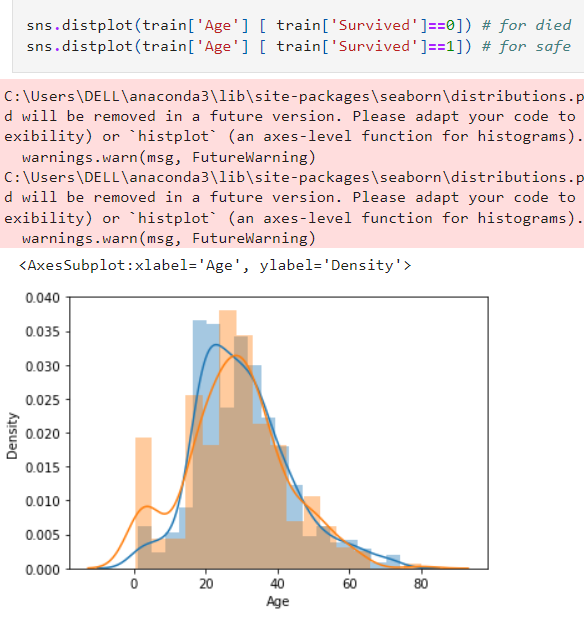 sns.distplot(train['Age'] [ train['Survived']==0]) # for died
sns.distplot(train['Age'] [ train['Survived']==1]) # for safe
C:\Users\DELL\anaconda3\lib\site-packages\seaborn\distributions.p
d will be removed in a future version. Please adapt your code to
exibility) or `histplot` (an axes-level function for histograms).
warnings.warn(msg, FutureWarning)
C:\Users\DELL\anaconda3\lib\site-packages\seaborn\distributions.p
d will be removed in a future version. Please adapt your code to
exibility) or `histplot` (an axes-level function for histograms).
warnings.warn(msg, FutureWarning)
<AxesSubplot:xlabel='Age', ylabel='Density'>
0.040
0.035
0.030
0.025
0.020
0.015
0.010
0.005
0.000
Density
0 20 40 60 80
Age